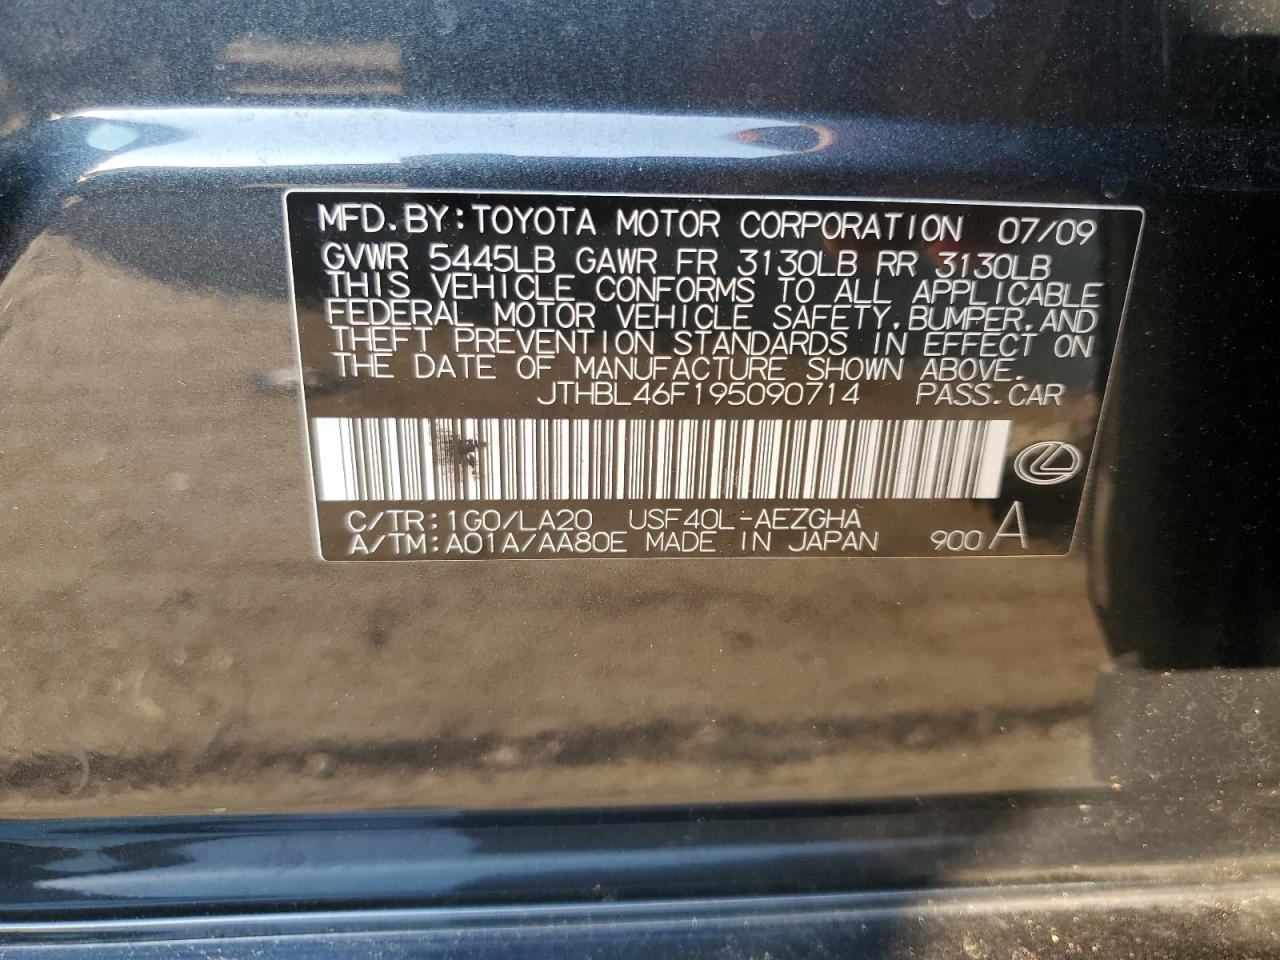 MFD.BY:TOYOTA MOTOR CORPORATION 07/09
GVWR 5445LB GAWR FR 3130LB RR 3130LB
THIS VEHICLE CONFORMS TO ALL APPLICABLE
FEDERAL MOTOR VEHICLE SAFETY,BUMPER,AND
THEFT PREVENTION STANDARDS IN EFFECT ON
THE DATE OF MANUFACTURE SHOWN ABOVE.
JTHBL46F195090714 PASS.CAR
C/TR:1G0/LA20 USF40L-AEZGHA
A/TM:A01A/AA80E MADE IN JAPAN 900 A